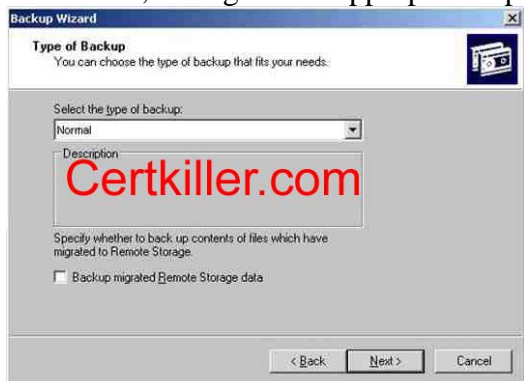 Backup Wizard
Type of Backup
You can choose the type of backup that fits your needs.
Select the type of backup:
Normal
Description
Certkiller.com
Specify whether to back up contents of files which have
migrated to Remote Storage.
Backup migrated Remote Storage data
< Back
Next >
Cancel